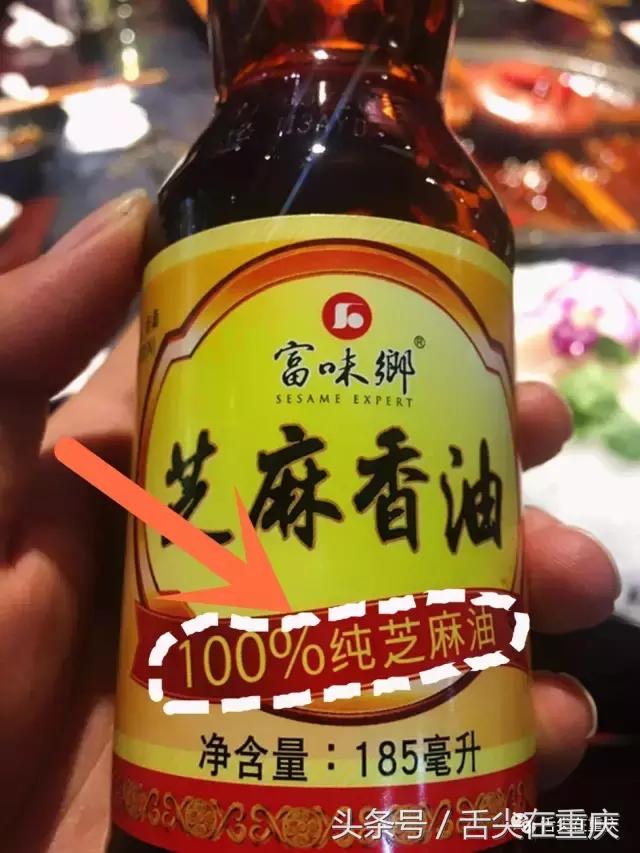 富味鄉®
SESAME EXPERT
芝麻香油
100%纯芝麻油
净含量：185毫升
头条号／舌尖在重庆